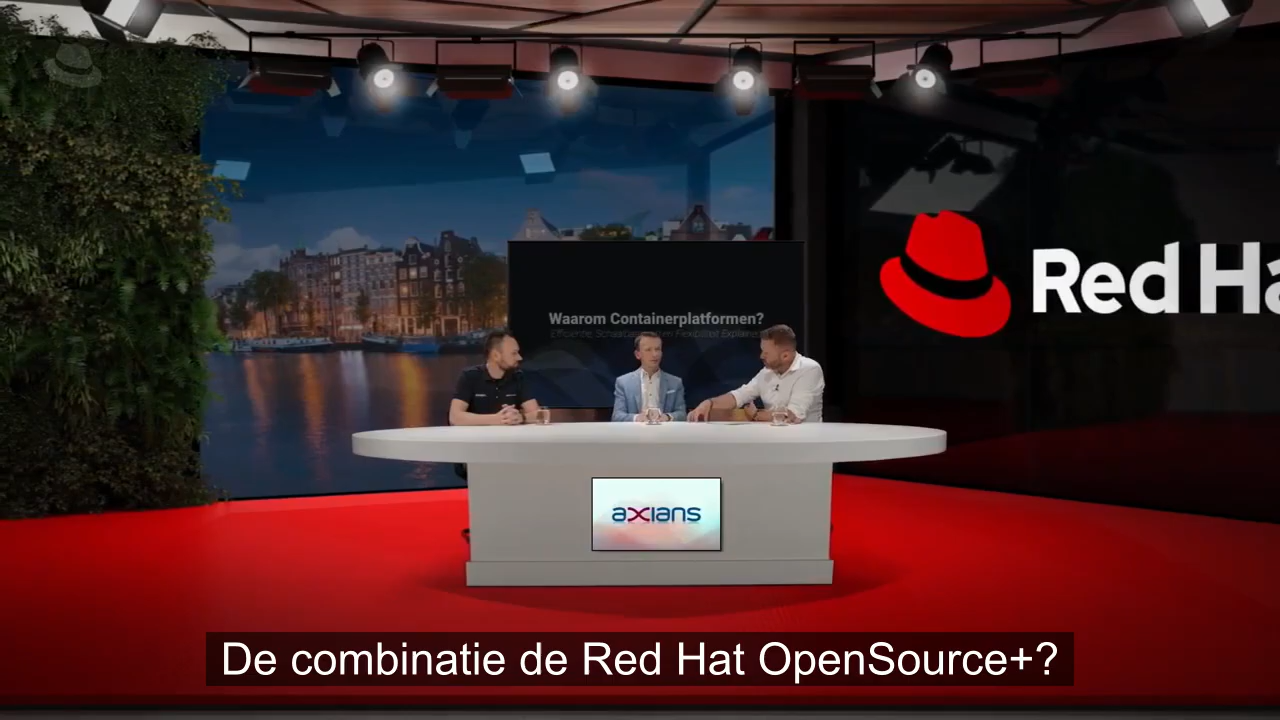 Waarom Containerplatformen?
Red Ha
axians
De combinatie de Red Hat OpenSource+?